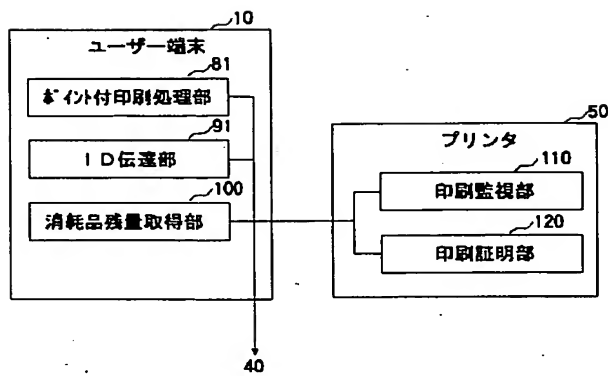 10
ユーザー端末
81
ポイント付印刷処理部
91
ID伝達部
100
消耗品残量取得部
50
プリンタ
110
印刷監視部
120
印刷証明部
40